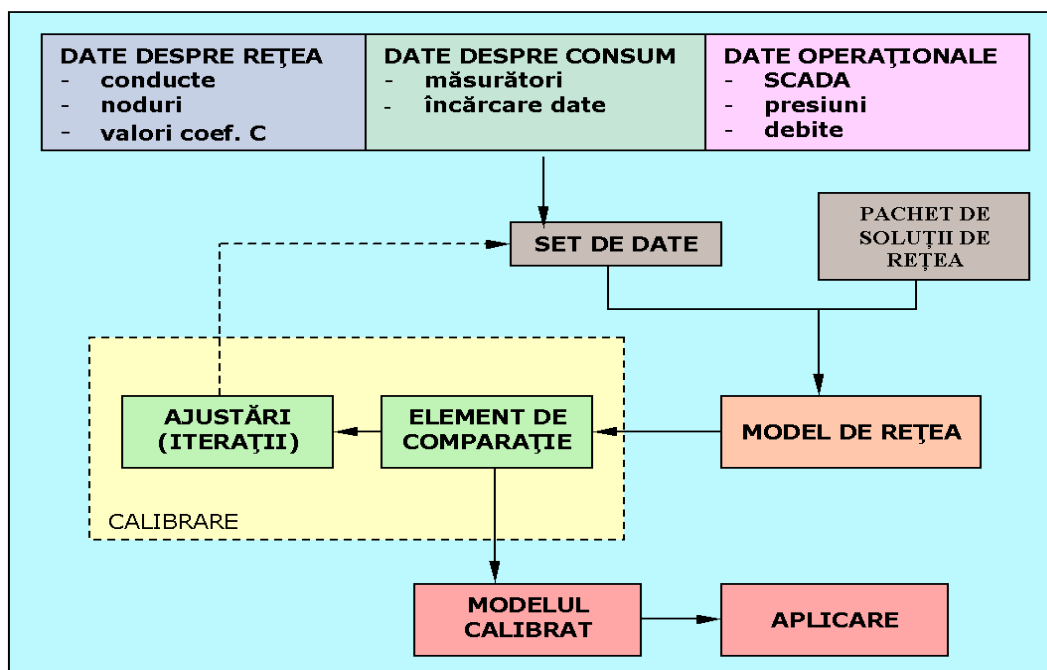 DATE DESPRE REŢEA
- conducte
- noduri
- valori coef. C
DATE DESPRE CONSUM
- măsurători
- încărcare date
DATE OPERAŢIONALE
- SCADA
- presiuni
- debite
SET DE DATE
PACHET DE
SOLUŢII DE
REŢEA
AJUSTĂRI
(ITERAŢII)
ELEMENT DE
COMPARAŢIE
MODEL DE REŢEA
CALIBRARE
MODELUL
CALIBRAT
APLICARE